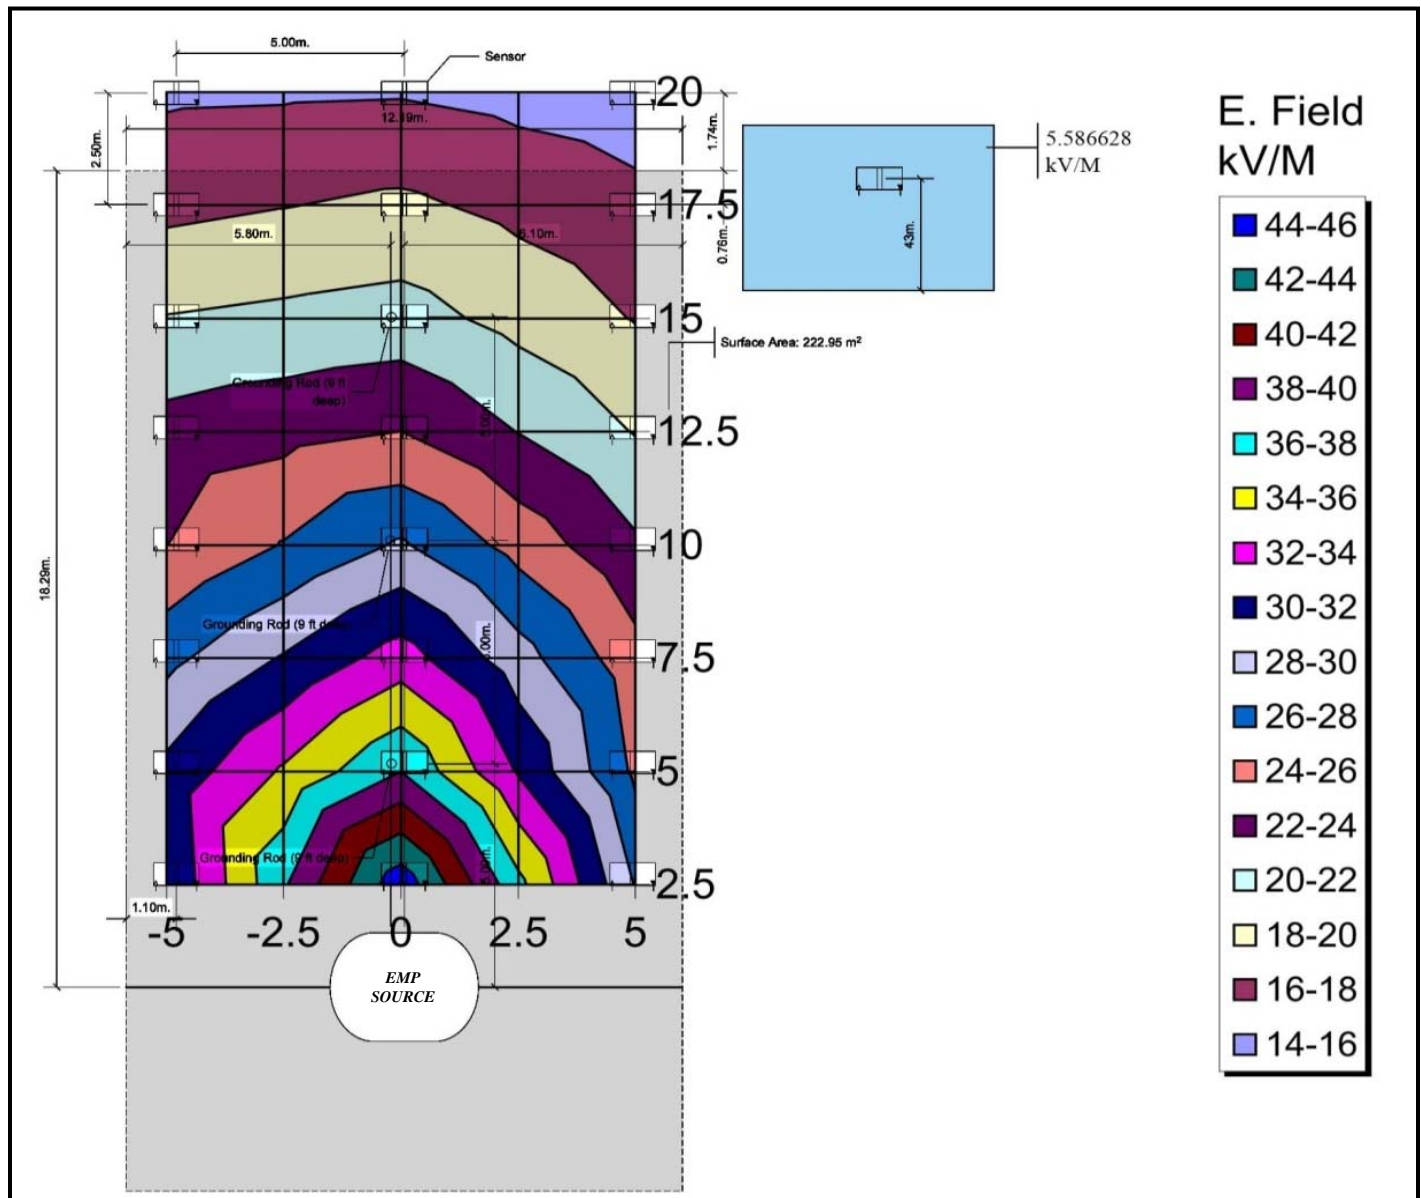 5.00m.
Sensor
20
12.19m.
2.50m.
1.74m.
E. Field
kV/M
5.586628
kV/M
43m.
17.5
5.80m.
6.10m.
0.76m.
15
Surface Area: 222.95 m²
Grounding Rod (9 ft
deep)
5.00m.
12.5
10
18.29m.
Grounding Rod (9 ft deep)
5.00m.
7.5
5
Grounding Rod (9 ft deep)
5.00m.
2.5
1.10m.
-5
-2.5
0
2.5
5
EMP
SOURCE
44-46
42-44
40-42
38-40
36-38
34-36
32-34
30-32
28-30
26-28
24-26
22-24
20-22
18-20
16-18
14-16